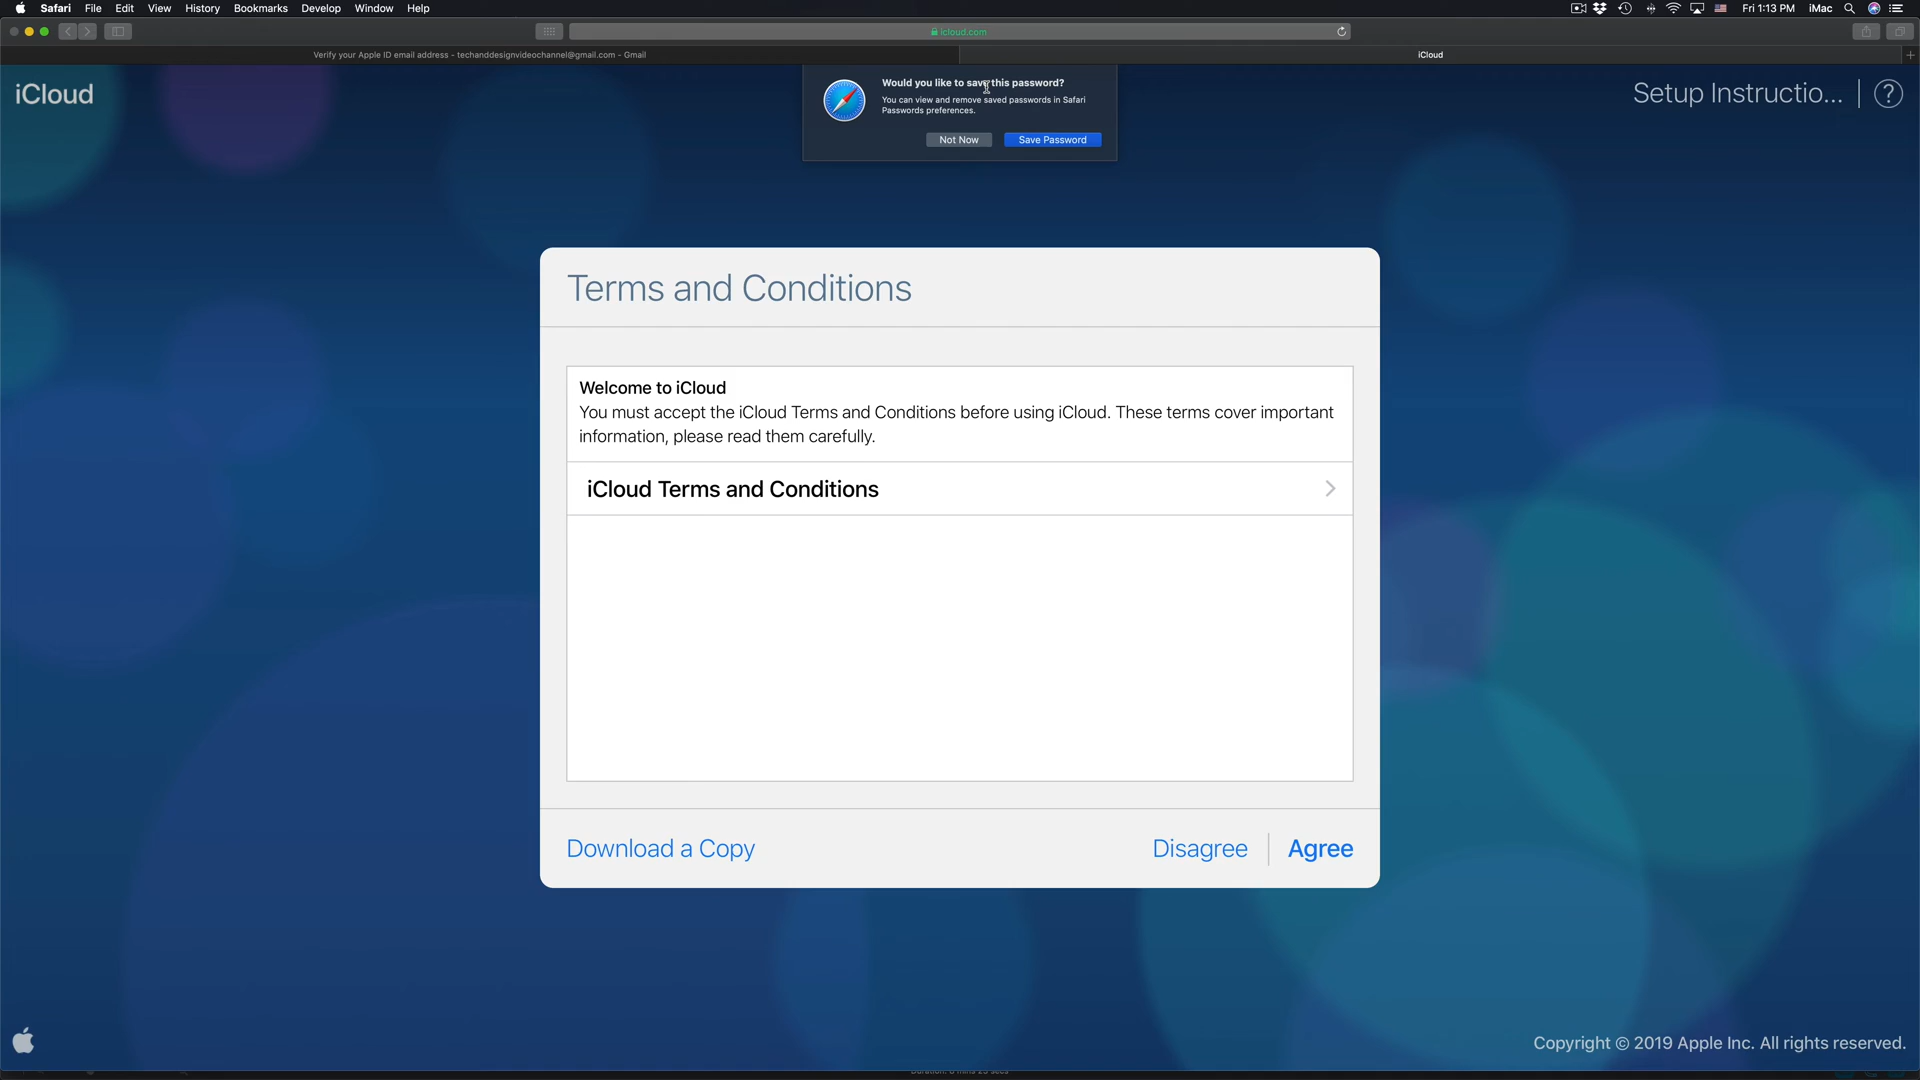 Safari File Edit View History Bookmarks Develop Window Help
Fri 1:13 PM iMac
icloud.com
Verify your Apple ID email address - techanddesignvideochannel@gmail.com - Gmail
iCloud
iCloud
Would you like to save this password?
You can view and remove saved passwords in Safari
Passwords preferences.
Not Now
Save Password
Setup Instructio...
?
Terms and Conditions
Welcome to iCloud
You must accept the iCloud Terms and Conditions before using iCloud. These terms cover important
information, please read them carefully.
iCloud Terms and Conditions
Download a Copy
Disagree
Agree
Copyright © 2019 Apple Inc. All rights reserved.